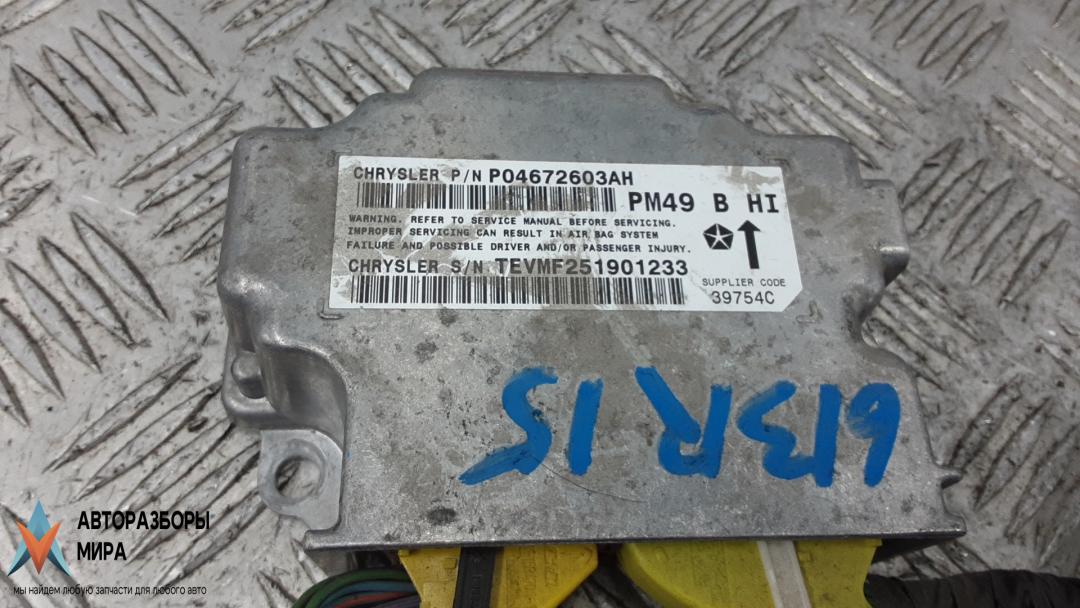 CHRYSLER P/N P04672603AH
PM49 B HI
WARNING. REFER TO SERVICE MANUAL BEFORE SERVICING.
IMPROPER SERVICING CAN RESULT IN AIR BAG SYSTEM
FAILURE AND POSSIBLE DRIVER AND/OR PASSENGER INJURY.
CHRYSLER S/N TEVMF251901233
SUPPLIER CODE
39754C
613R15
АВТОРАЗБОРЫ
МИРА
мы найдем любую запчасти для любого авто